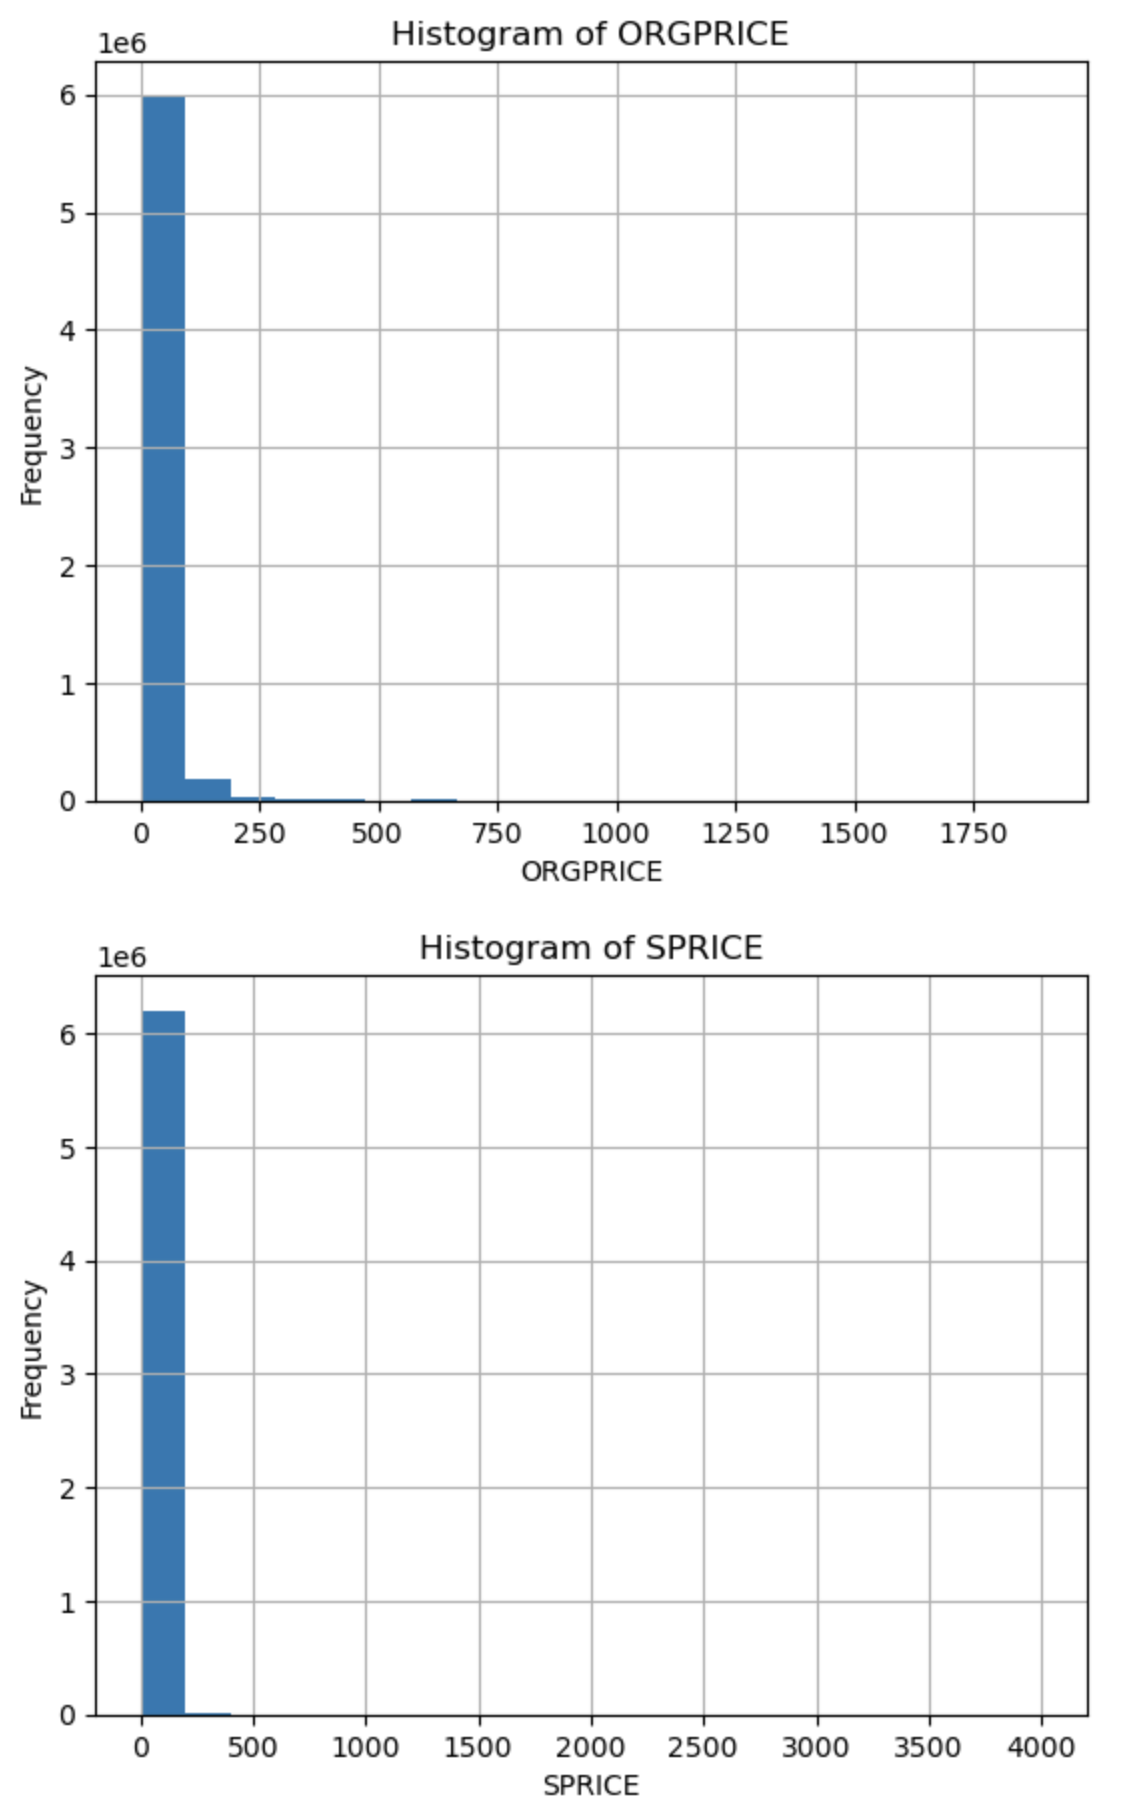 Histogram of ORGPRICE
1e6
6
5
4
3
2
1
0
Frequency
0 250 500 750 1000 1250 1500 1750
ORGPRICE
Histogram of SPRICE
1e6
6
5
4
3
2
1
0
Frequency
0 500 1000 1500 2000 2500 3000 3500 4000
SPRICE